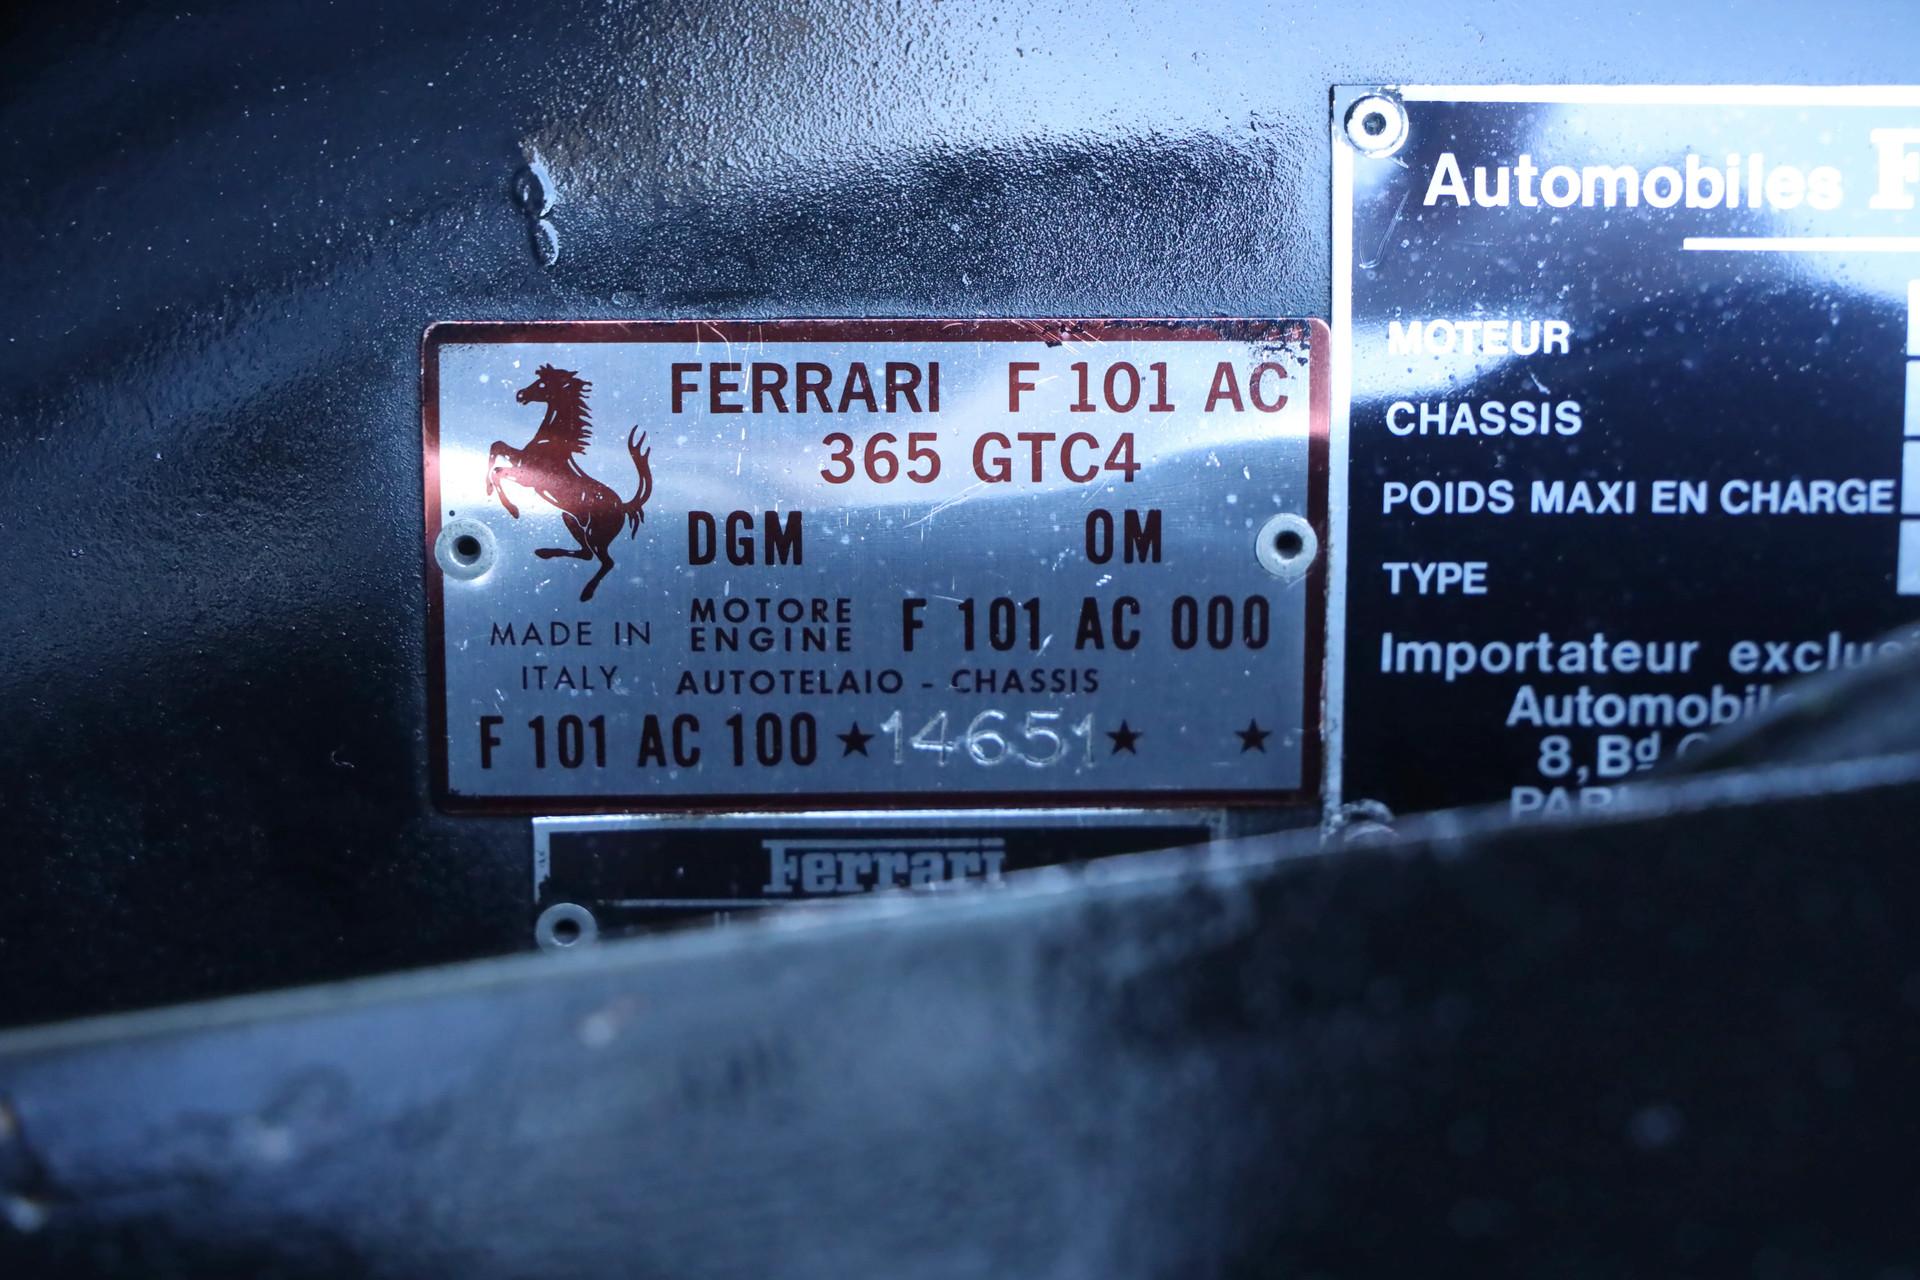 FERRARI F 101 AC
365 GTC4
DGM OM
MADE IN ITALY
MOTORE
ENGINE
F 101 AC 000
AUTOTELAIO - CHASSIS
F 101 AC 100 ★14651★ ★
Ferrari
Automobiles
MOTEUR
CHASSIS
POIDS MAXI EN CHARGE
TYPE
Importateur
8, Bd